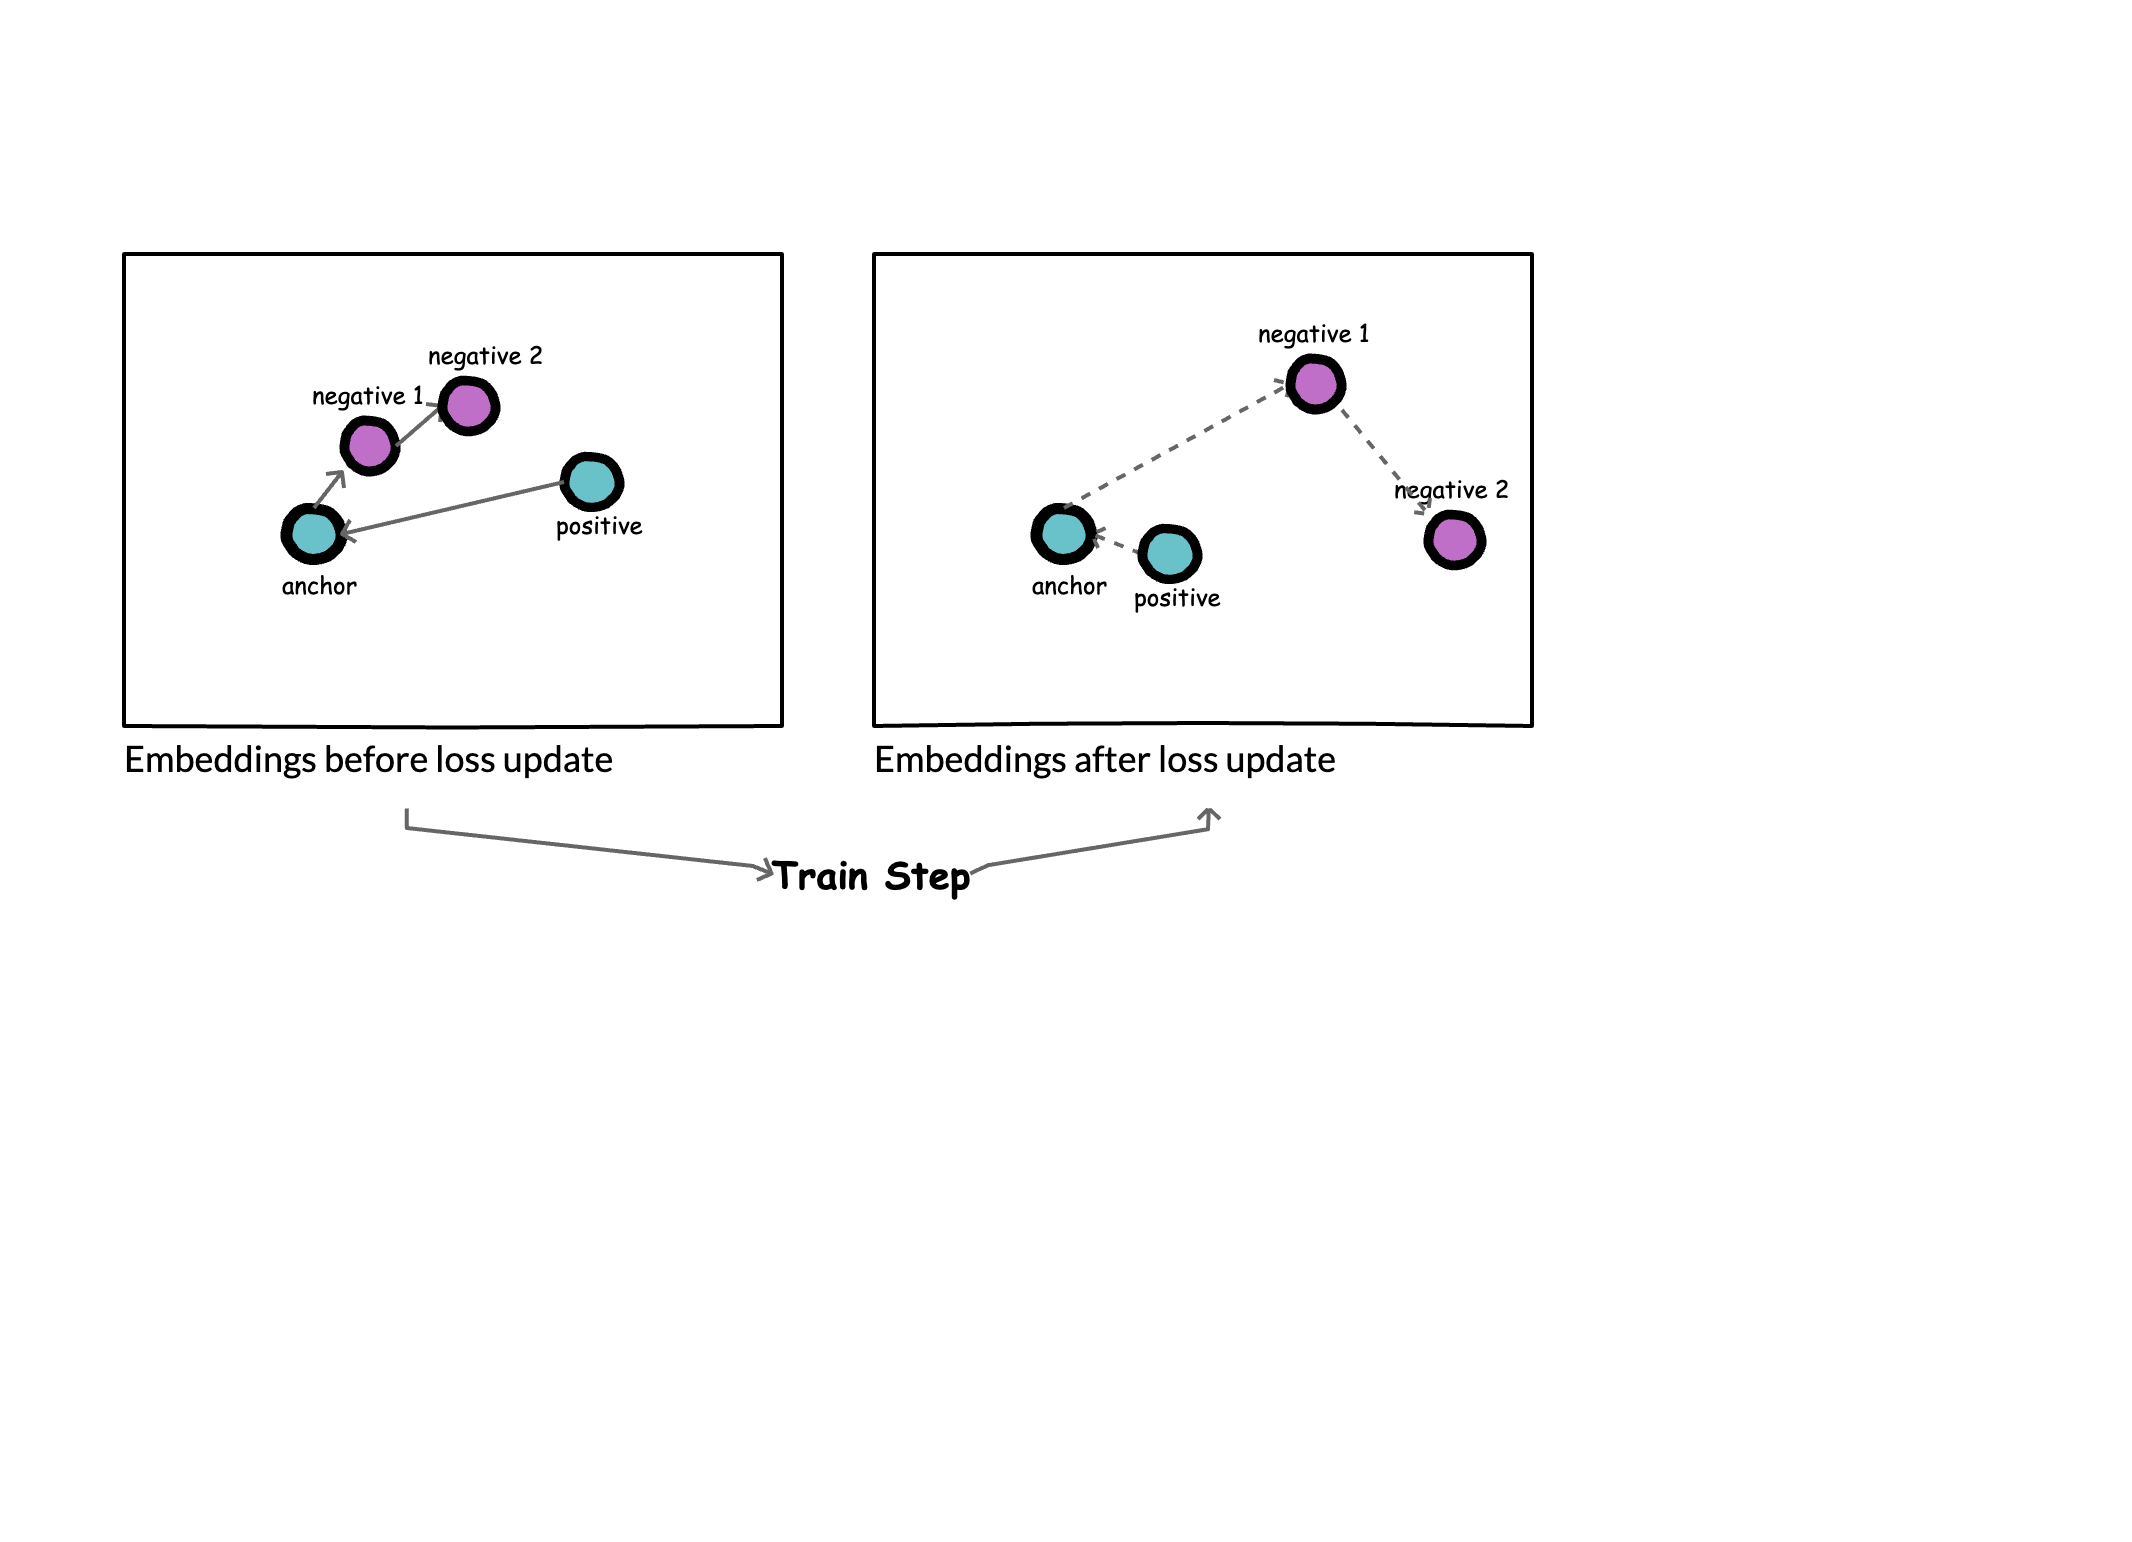 negative 2
negative 1
positive
anchor
Embeddings before loss update
negative 1
negative 2
anchor
positive
Embeddings after loss update
Train Step